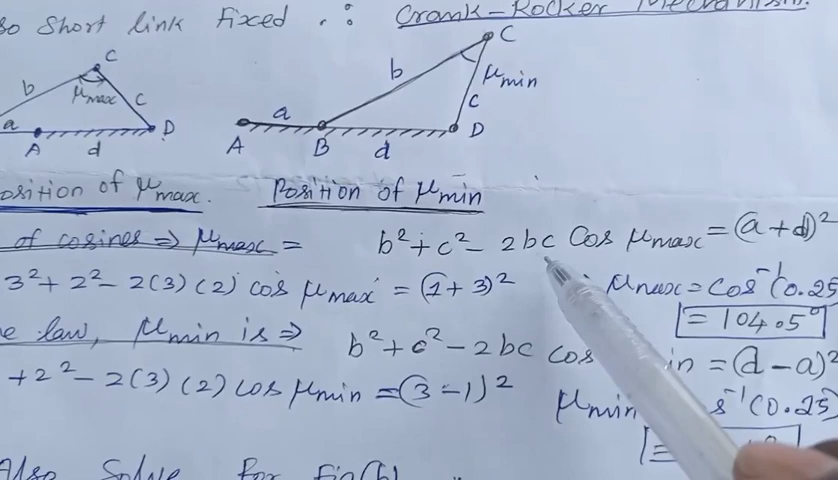 so short link Fixed ∴ Crank-Rocker Mechanism.
C
b
μmax
c
a
A
d
D
C
b
μmin
a
c
A
B
d
D
osition of μmax. Position of μmin
of cosines ⇒ μmax = b² + c² - 2bc Cos μmax = (a + d)²
3² + 2² - 2(3)(2) cos μmax = (1 + 3)² μmax = cos⁻¹(0.25
= 104.5°
e law, μmin is ⇒ b² + c² - 2bc cos in = (d - a)²
+ 2² - 2(3)(2) cos μmin = (3 - 1)² μmin s⁻¹(0.25)
=
Also Solve for Fig(b)